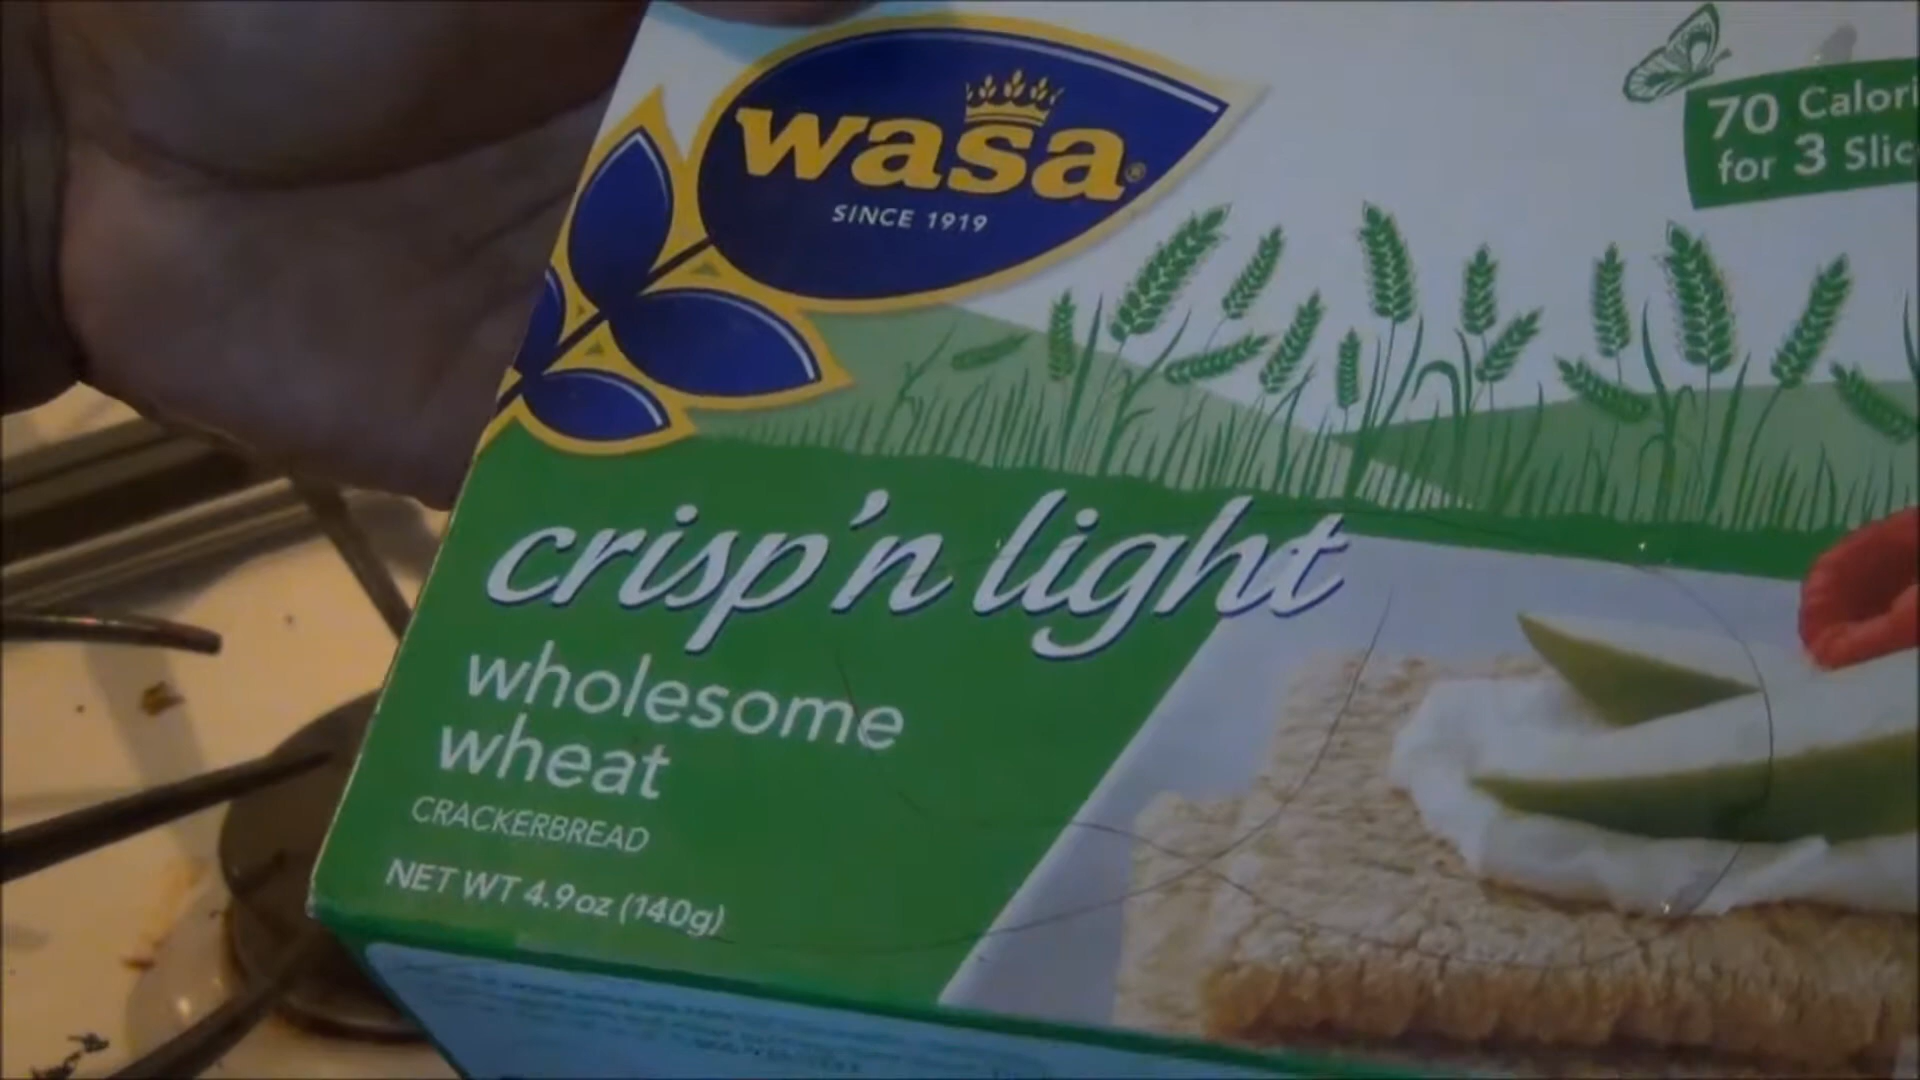 wasa®
SINCE 1919
70 Calori
for 3 Slic
crisp'n light
wholesome
wheat
CRACKERBREAD
NET WT 4.9oz (140g)